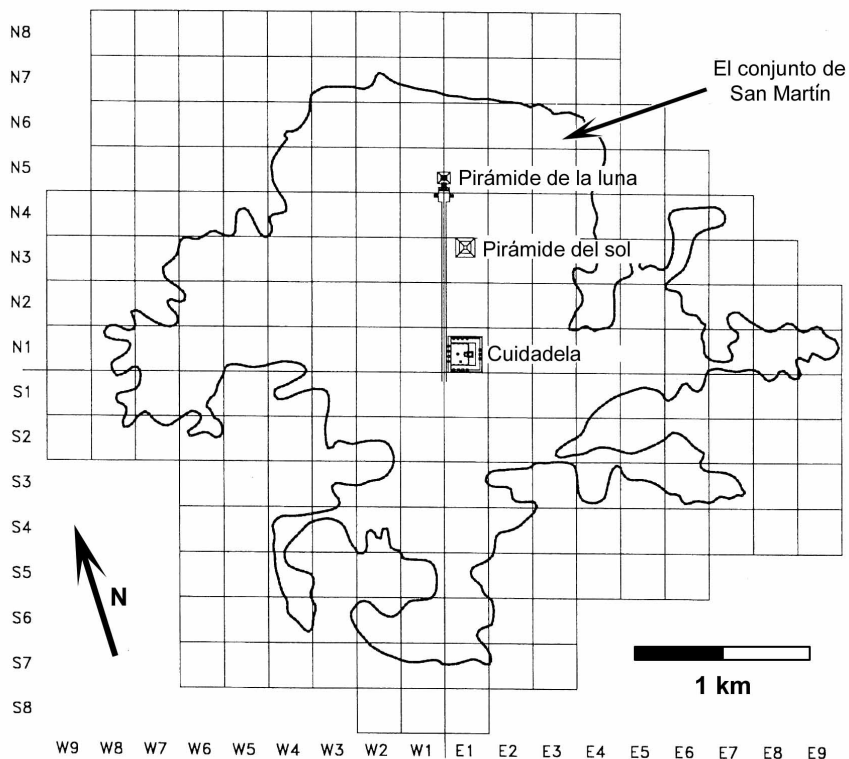 N8
N7
El conjunto de
San Martín
N6
N5
Pirámide de la luna
N4
N3
Pirámide del sol
N2
N1
Cuidadela
S1
S2
S3
S4
S5
N
S6
S7
1 km
S8
W9 W8 W7 W6 W5 W4 W3 W2 W1 E1 E2 E3 E4 E5 E6 E7 E8 E9